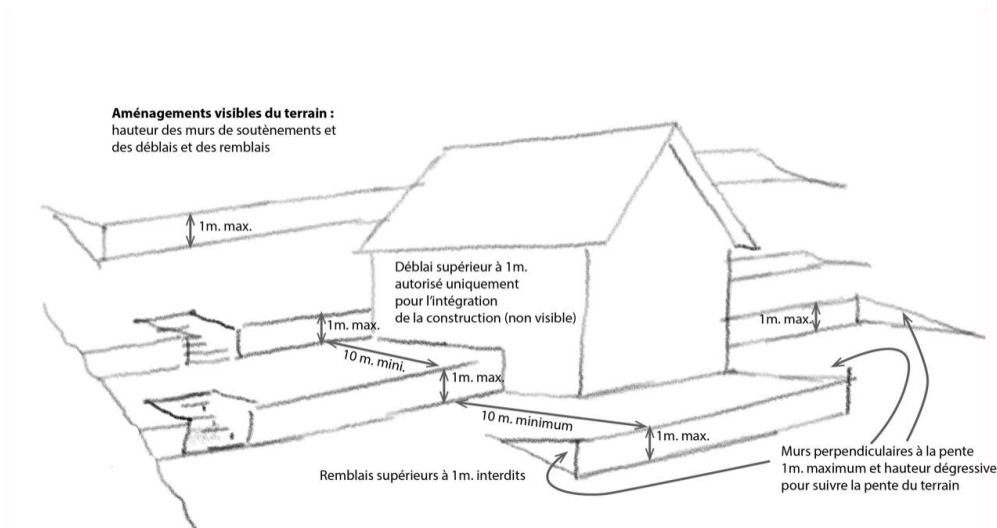 Aménagements visibles du terrain :
hauteur des murs de soutènements et
des déblais et des remblais
1m. max.
Déblai supérieur à 1m.
autorisé uniquement
pour l'intégration
de la construction (non visible)
1m. max.
1m. max.
10 m. mini.
1m. max.
10 m. minimum
1m. max.
Remblais supérieurs à 1m. interdits
Murs perpendiculaires à la pente
1m. maximum et hauteur dégressive
pour suivre la pente du terrain